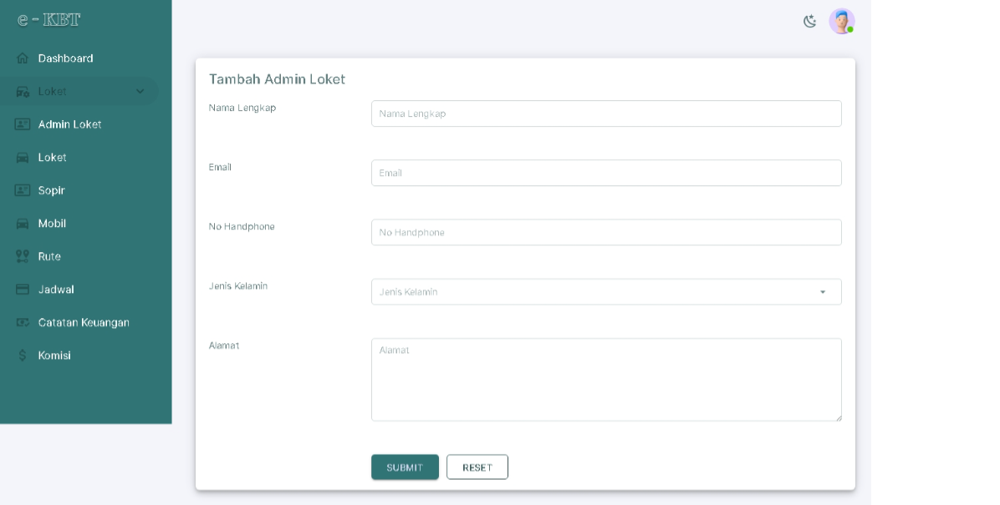 e - KBT
Dashboard
Loket
Admin Loket
Loket
Sopir
Mobil
Rute
Jadwal
Catatan Keuangan
Komisi
Tambah Admin Loket
Nama Lengkap
Nama Lengkap
Email
Email
No Handphone
No Handphone
Jenis Kelamin
Jenis Kelamin
Alamat
Alamat
SUBMIT
RESET